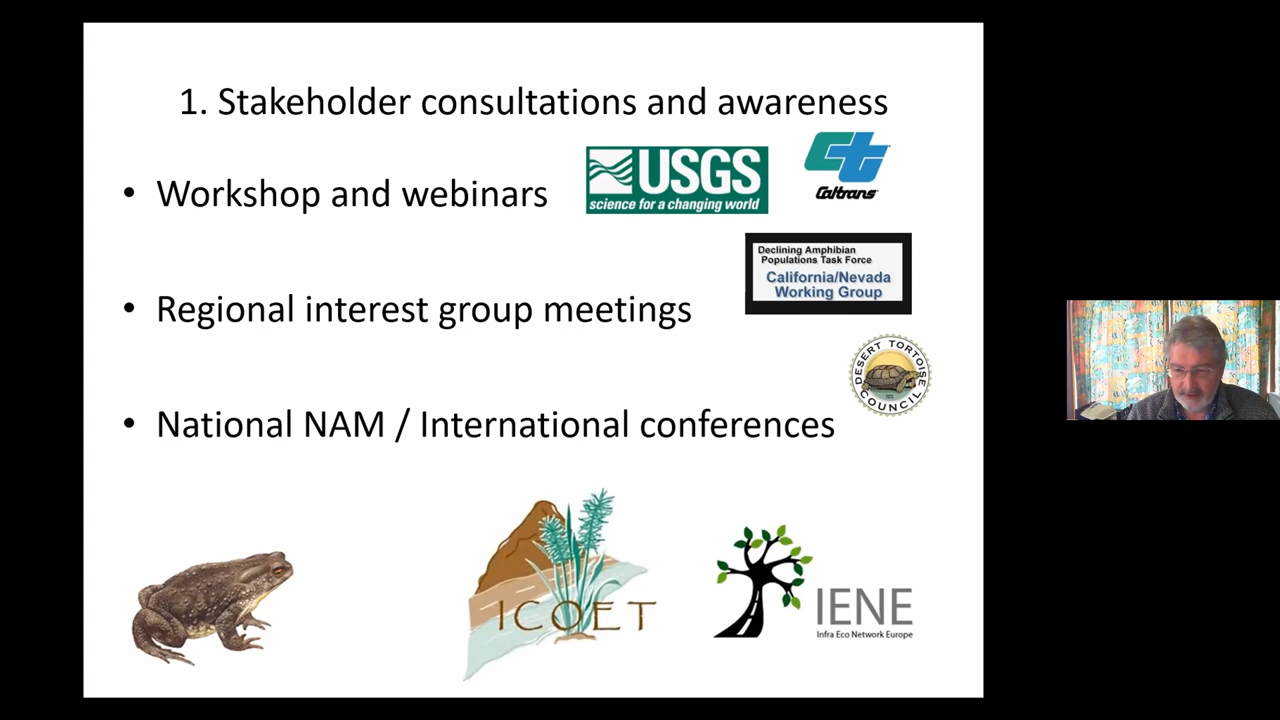 1. Stakeholder consultations and awareness
• Workshop and webinars
USGS
science for a changing world
Caltrans
Declining Amphibian
Populations Task Force
California/Nevada
Working Group
• Regional interest group meetings
DESERT TORTOISE
COUNCIL
• National NAM / International conferences
ICOET
IENE
Infra Eco Network Europe